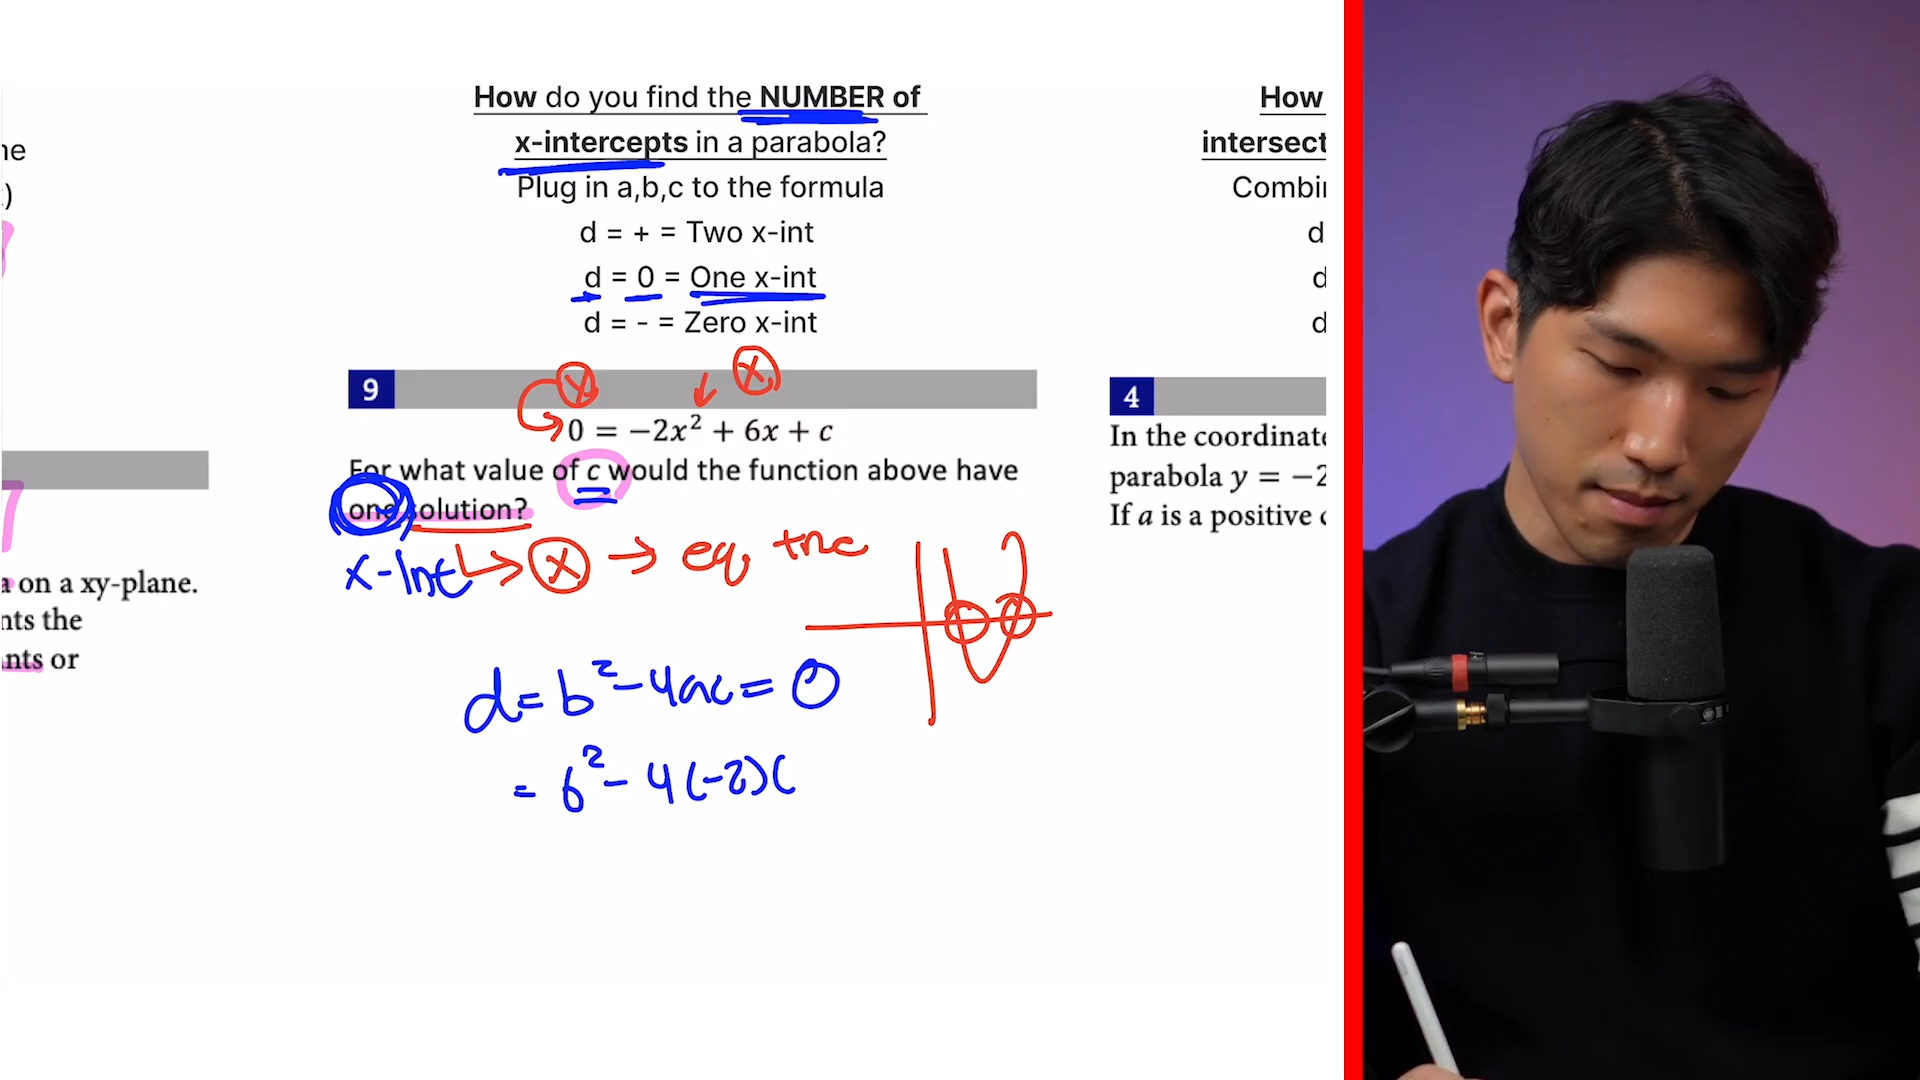 he
:)
on a xy-plane.
nts the
nts or
How do you find the NUMBER of
x-intercepts in a parabola?
Plug in a,b,c to the formula
d = + = Two x-int
d = 0 = One x-int
d = - = Zero x-int
y x
9
0 = −2x² + 6x + c
For what value of c would the function above have
one solution?
x-int → x → eq the
d = b² - 4ac = 0
= 6² - 4(-2)c
How
intersect
Combi
d
d
d
4
In the coordinate
parabola y = −2
If a is a positive c